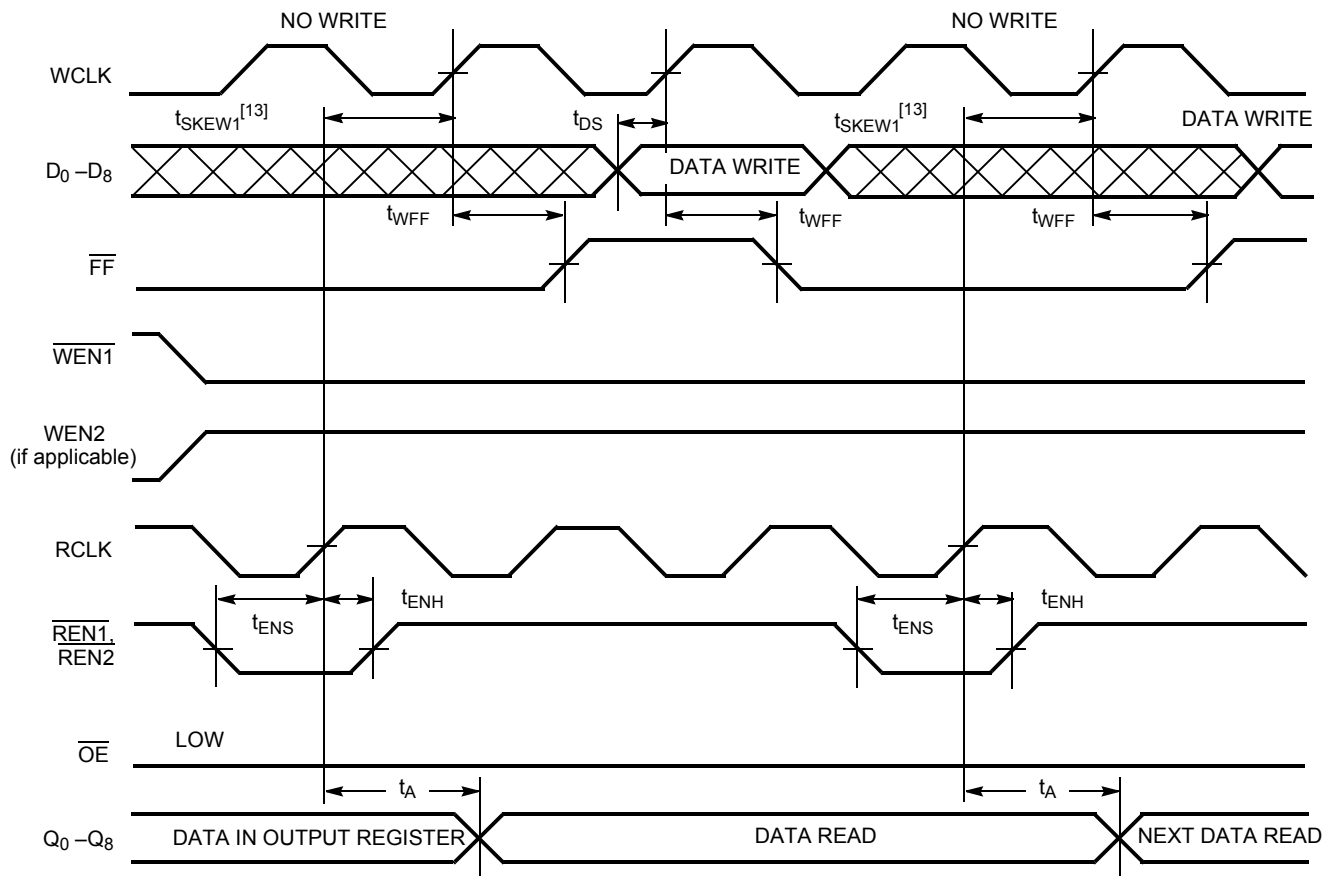 NO WRITE NO WRITE
WCLK
tSKEW1[13] tDS tSKEW1[13] DATA WRITE
D0 –D8 DATA WRITE
tWFF tWFF tWFF
FF
WEN1
WEN2
(if applicable)
RCLK
tENH tENH
tENS tENS
REN1,
REN2
LOW
OE
tA tA
Q0 –Q8 DATA IN OUTPUT REGISTER DATA READ NEXT DATA READ